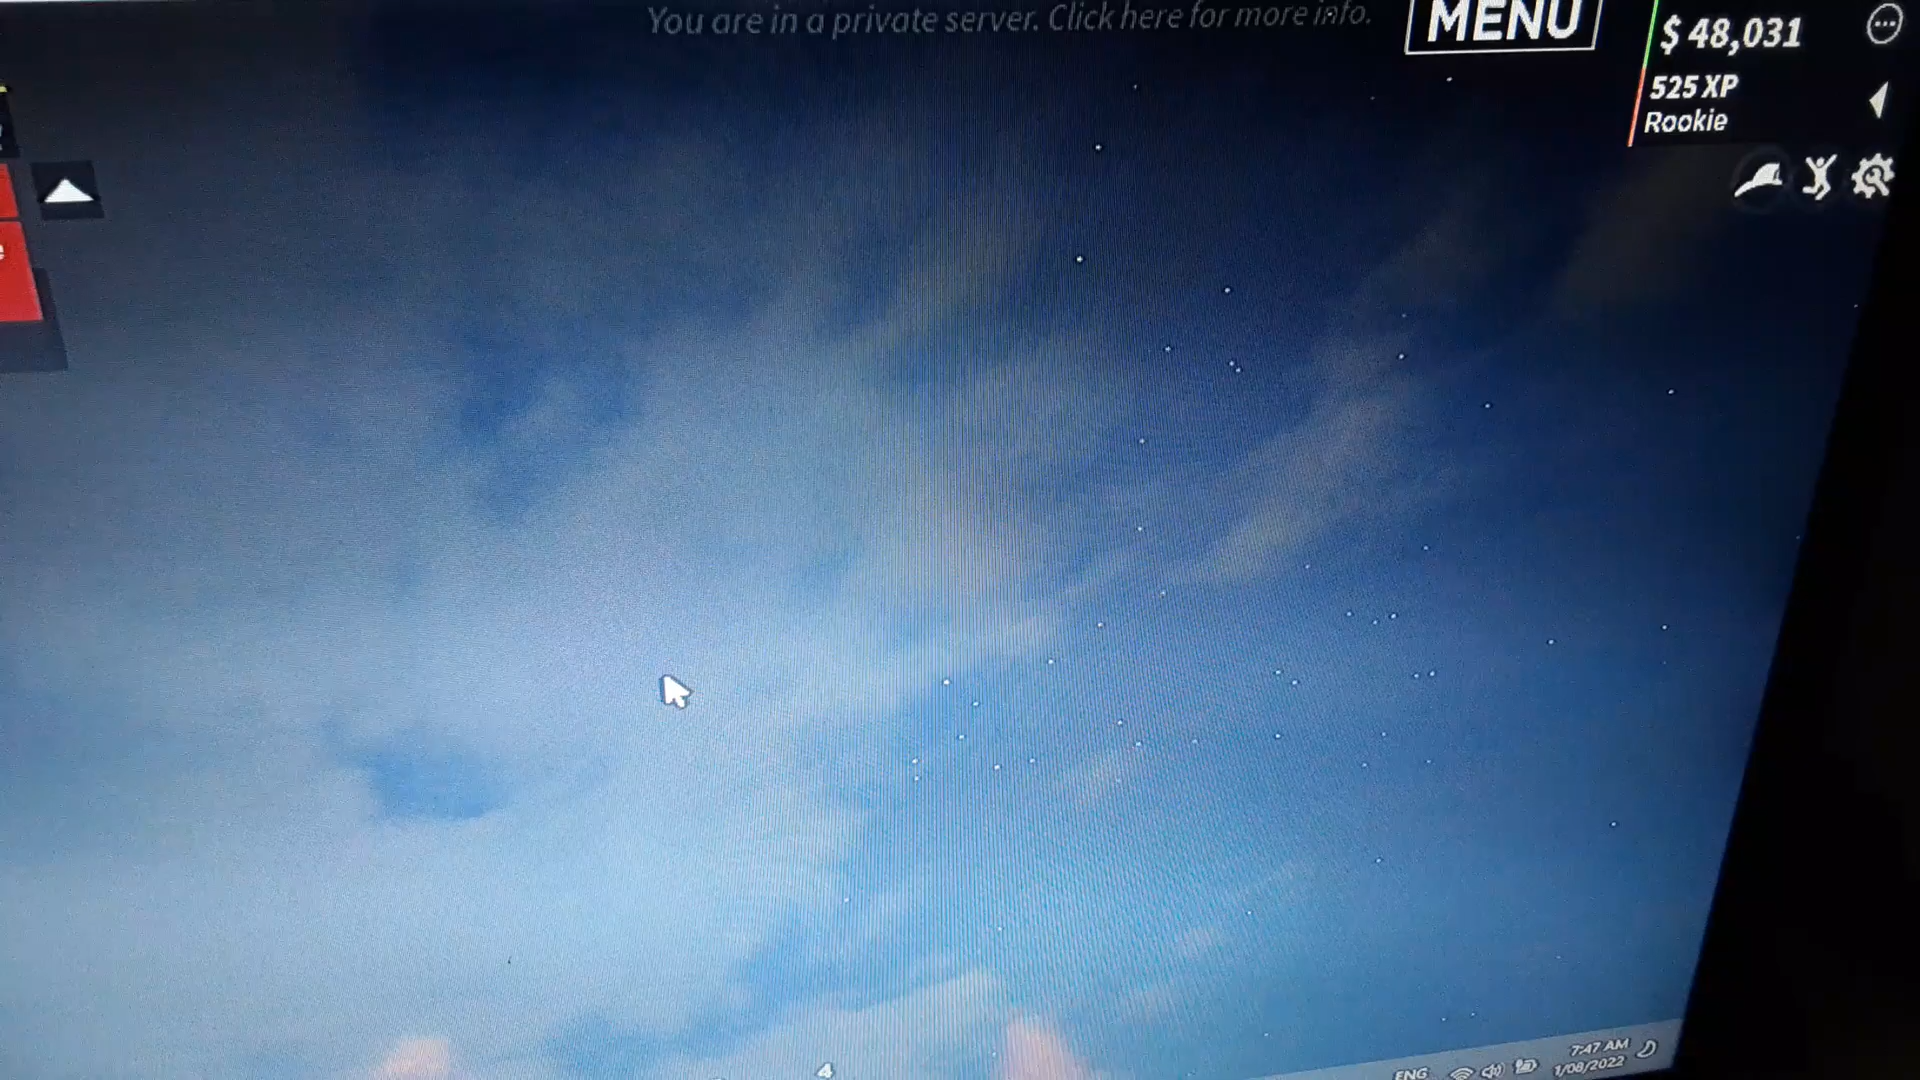 You are in a private server. Click here for more info.
MENU
$ 48,031
525 XP
Rookie
4
ENG
7:47 AM
1/08/2022